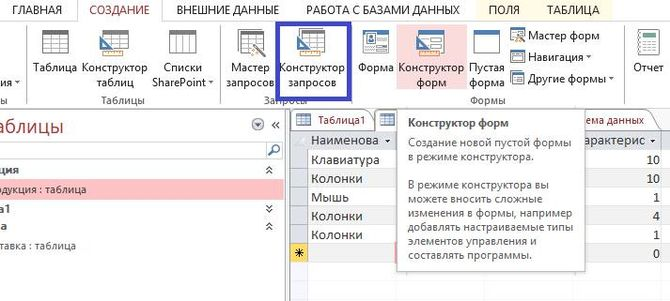 ГЛАВНАЯ СОЗДАНИЕ ВНЕШНИЕ ДАННЫЕ РАБОТА С БАЗАМИ ДАННЫХ ПОЛЯ ТАБЛИЦА
Таблица
Конструктор
таблиц
Списки
SharePoint
Таблицы
Мастер
запросов
Конструктор
запросов
Запросы
Форма
Конструктор
форм
Пустая
форма
Мастер форм
Навигация
Другие формы
Формы
Отчет
аблицы
кция
одукция : таблица
а1
ца
тавка : таблица
Таблица1
ема данных
Наименова
арактерис
Клавиатура 10
Колонки 10
Мышь 1
Колонки 4
Колонки 1
0
Конструктор форм
Создание новой пустой формы
в режиме конструктора.
В режиме конструктора вы
можете вносить сложные
изменения в формы, например
добавлять настраиваемые типы
элементов управления и
составлять программы.